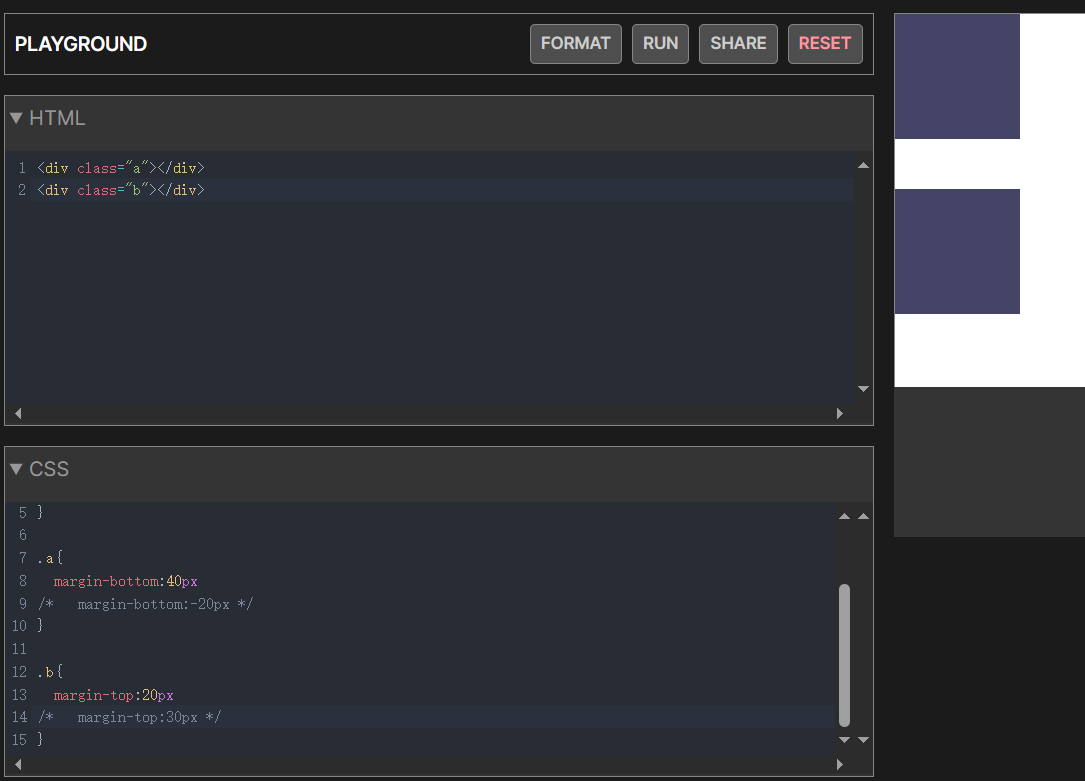 PLAYGROUND
FORMAT RUN SHARE RESET
▼ HTML
1 <div class="a"></div>
2 <div class="b"></div>
▼ CSS
5 }
6
7 .a{
8   margin-bottom:40px
9 /*   margin-bottom:-20px */
10 }
11
12 .b{
13   margin-top:20px
14 /*   margin-top:30px */
15 }